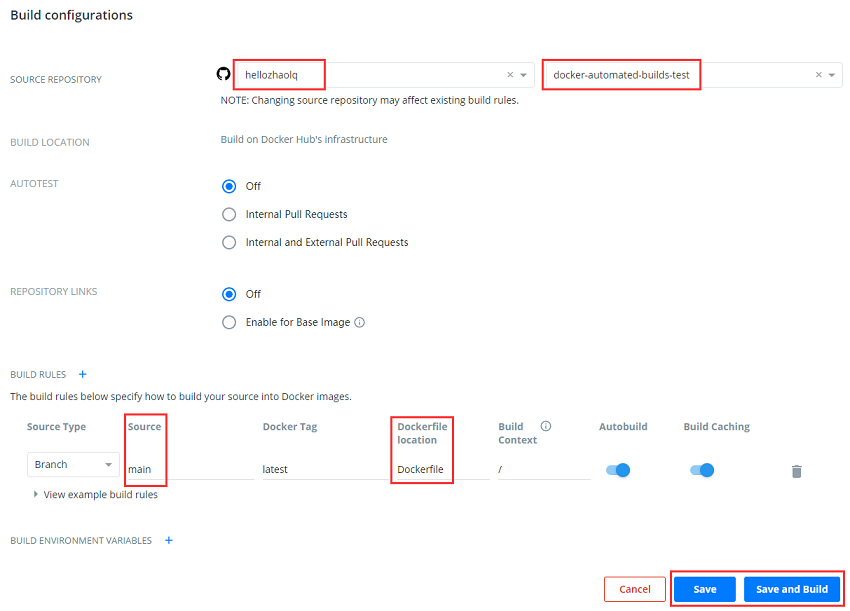 Build configurations
SOURCE REPOSITORY
hellozhaolq
docker-automated-builds-test
NOTE: Changing source repository may affect existing build rules.
BUILD LOCATION
Build on Docker Hub's infrastructure
AUTOTEST
Off
Internal Pull Requests
Internal and External Pull Requests
REPOSITORY LINKS
Off
Enable for Base Image
BUILD RULES
The build rules below specify how to build your source into Docker images.
Source Type
Source
Docker Tag
Dockerfile
location
Build
Context
Autobuild
Build Caching
Branch
main
latest
Dockerfile
/
View example build rules
BUILD ENVIRONMENT VARIABLES
Cancel
Save
Save and Build